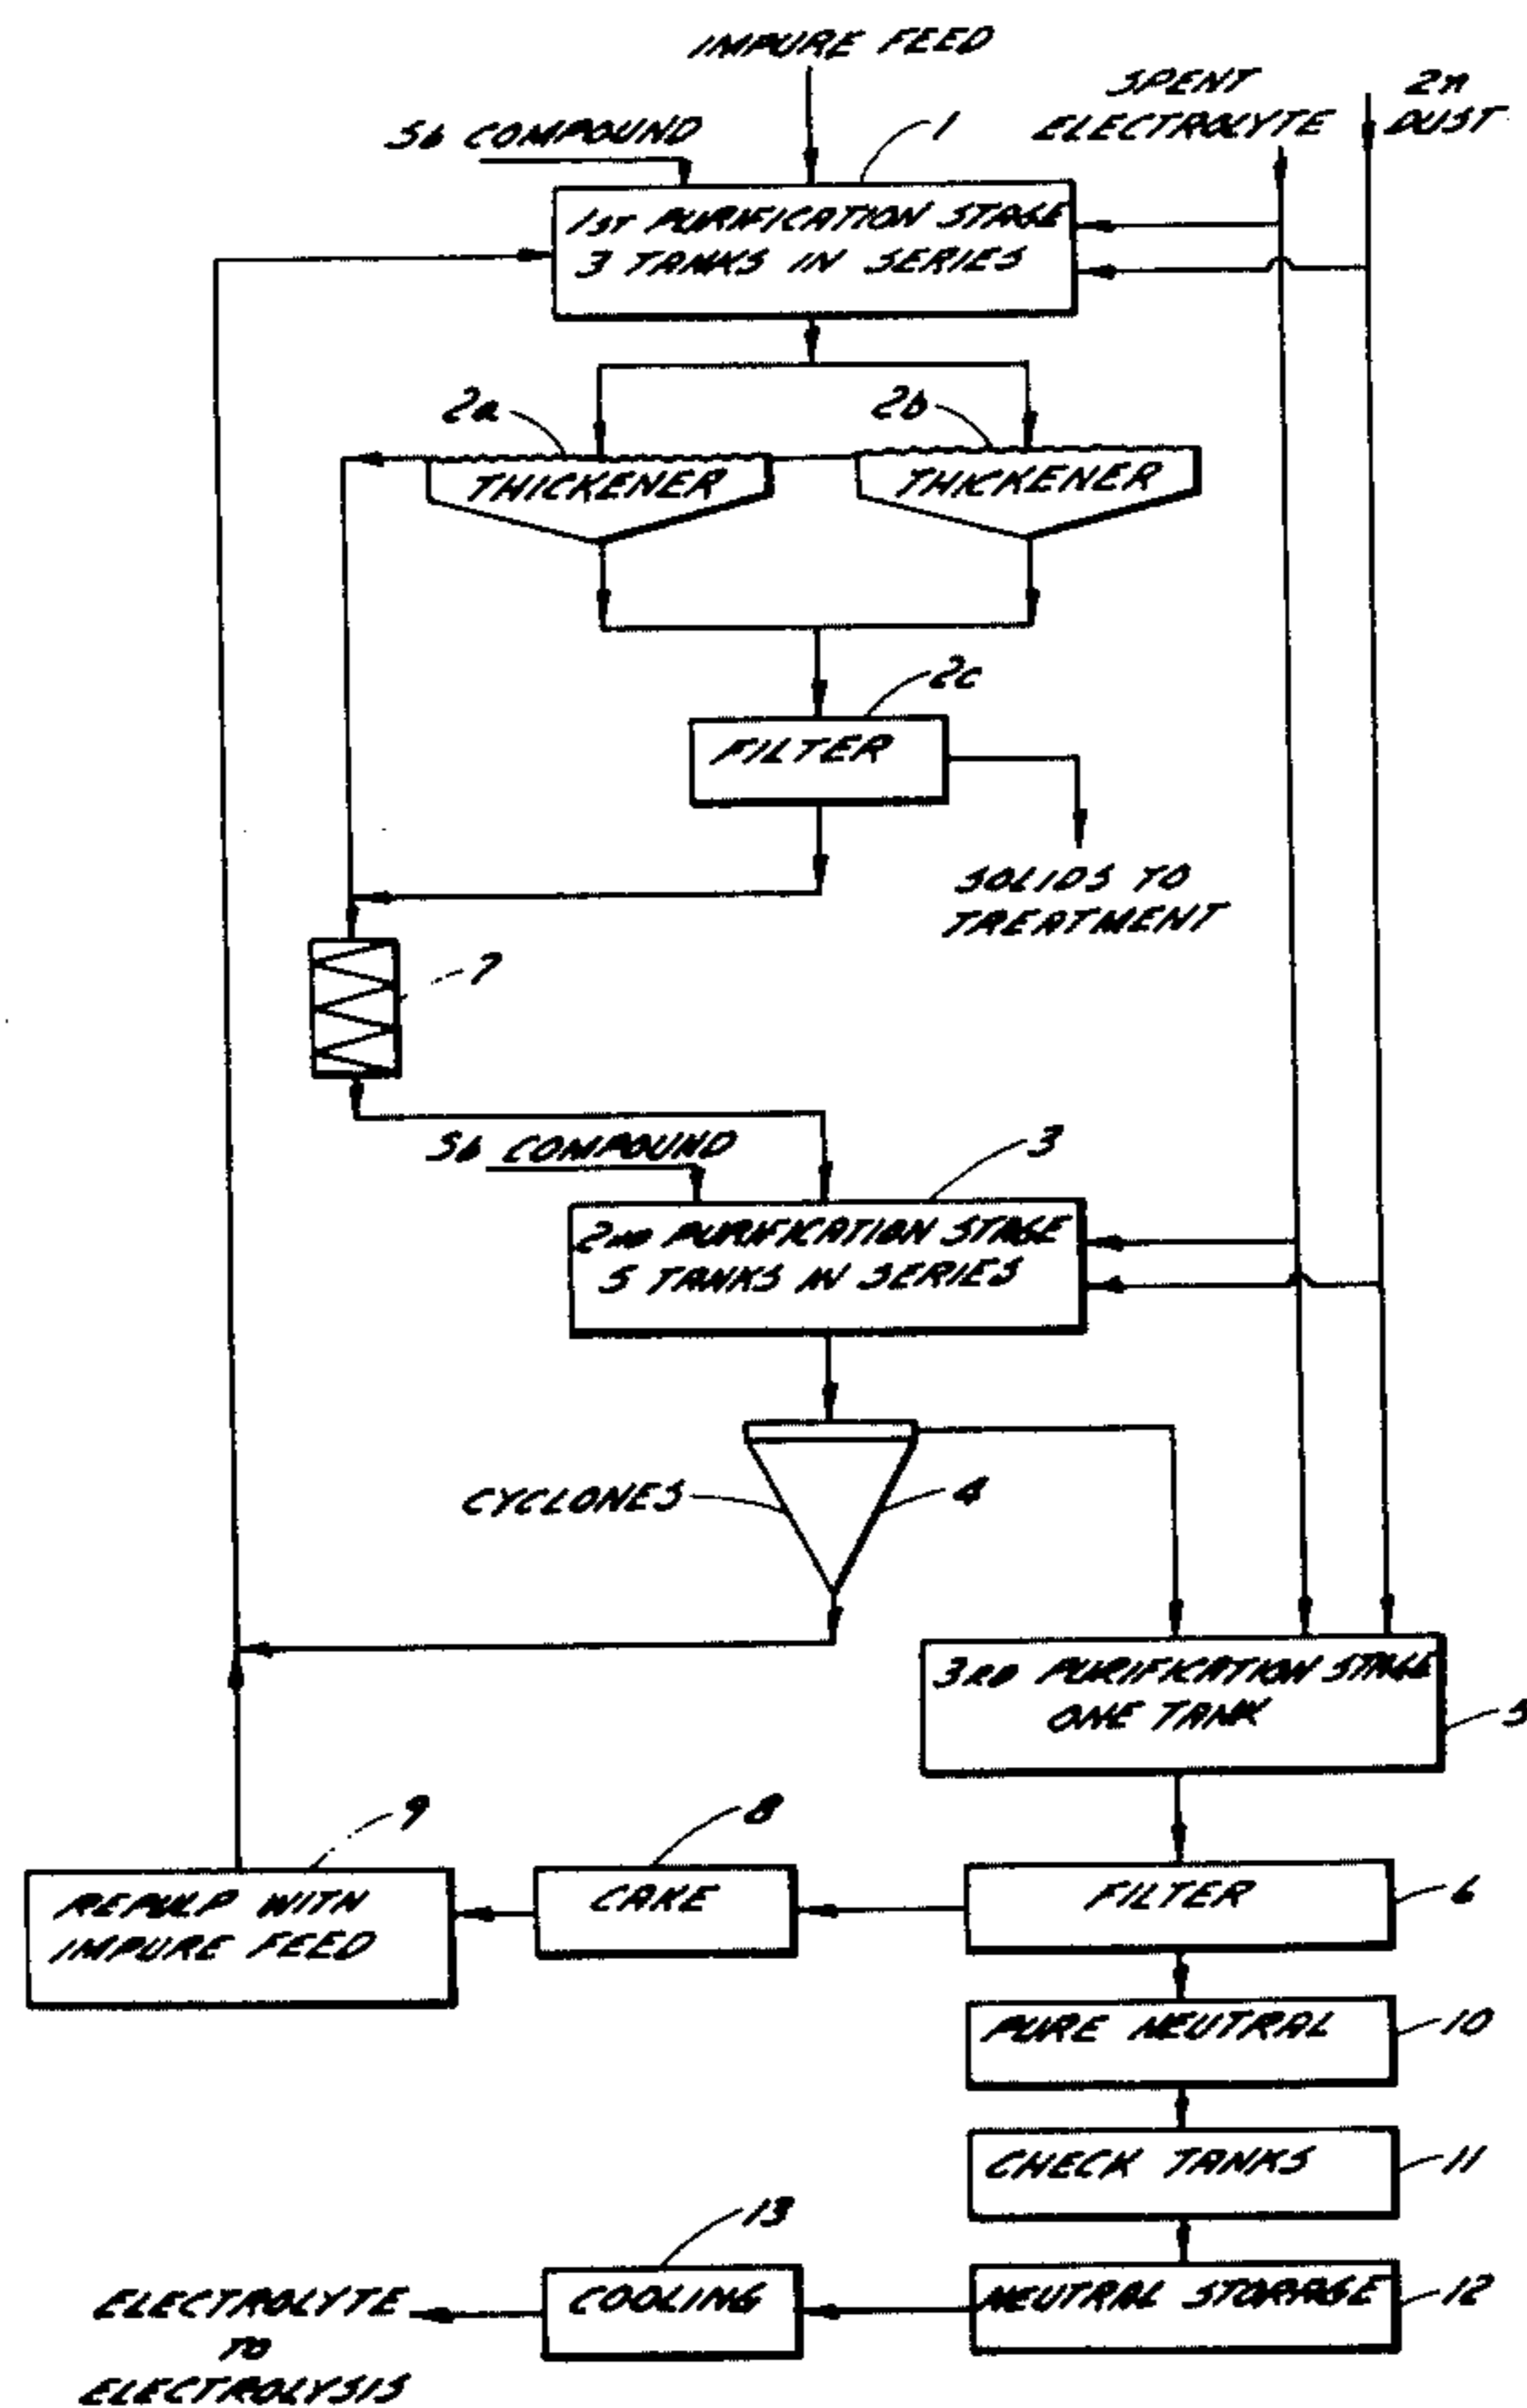 IMPURE FEED
SPENT
ELECTROLYTE
Zn
DUST
Sb COMPOUND
1
1ST PURIFICATION STAGE
3 TANKS IN SERIES
2a
2b
THICKENER
THICKENER
2c
FILTER
SOLIDS TO
TREATMENT
7
Sb COMPOUND
3
2ND PURIFICATION STAGE
5 TANKS IN SERIES
CYCLONES
4
3RD PURIFICATION STAGE
ONE TANK
5
9
8
REPULP WITH
IMPURE FEED
CAKE
FILTER
6
PURE NEUTRAL
10
CHECK TANKS
11
13
ELECTROLYTE
TO
ELECTROLYSIS
COOLING
NEUTRAL STORAGE
12